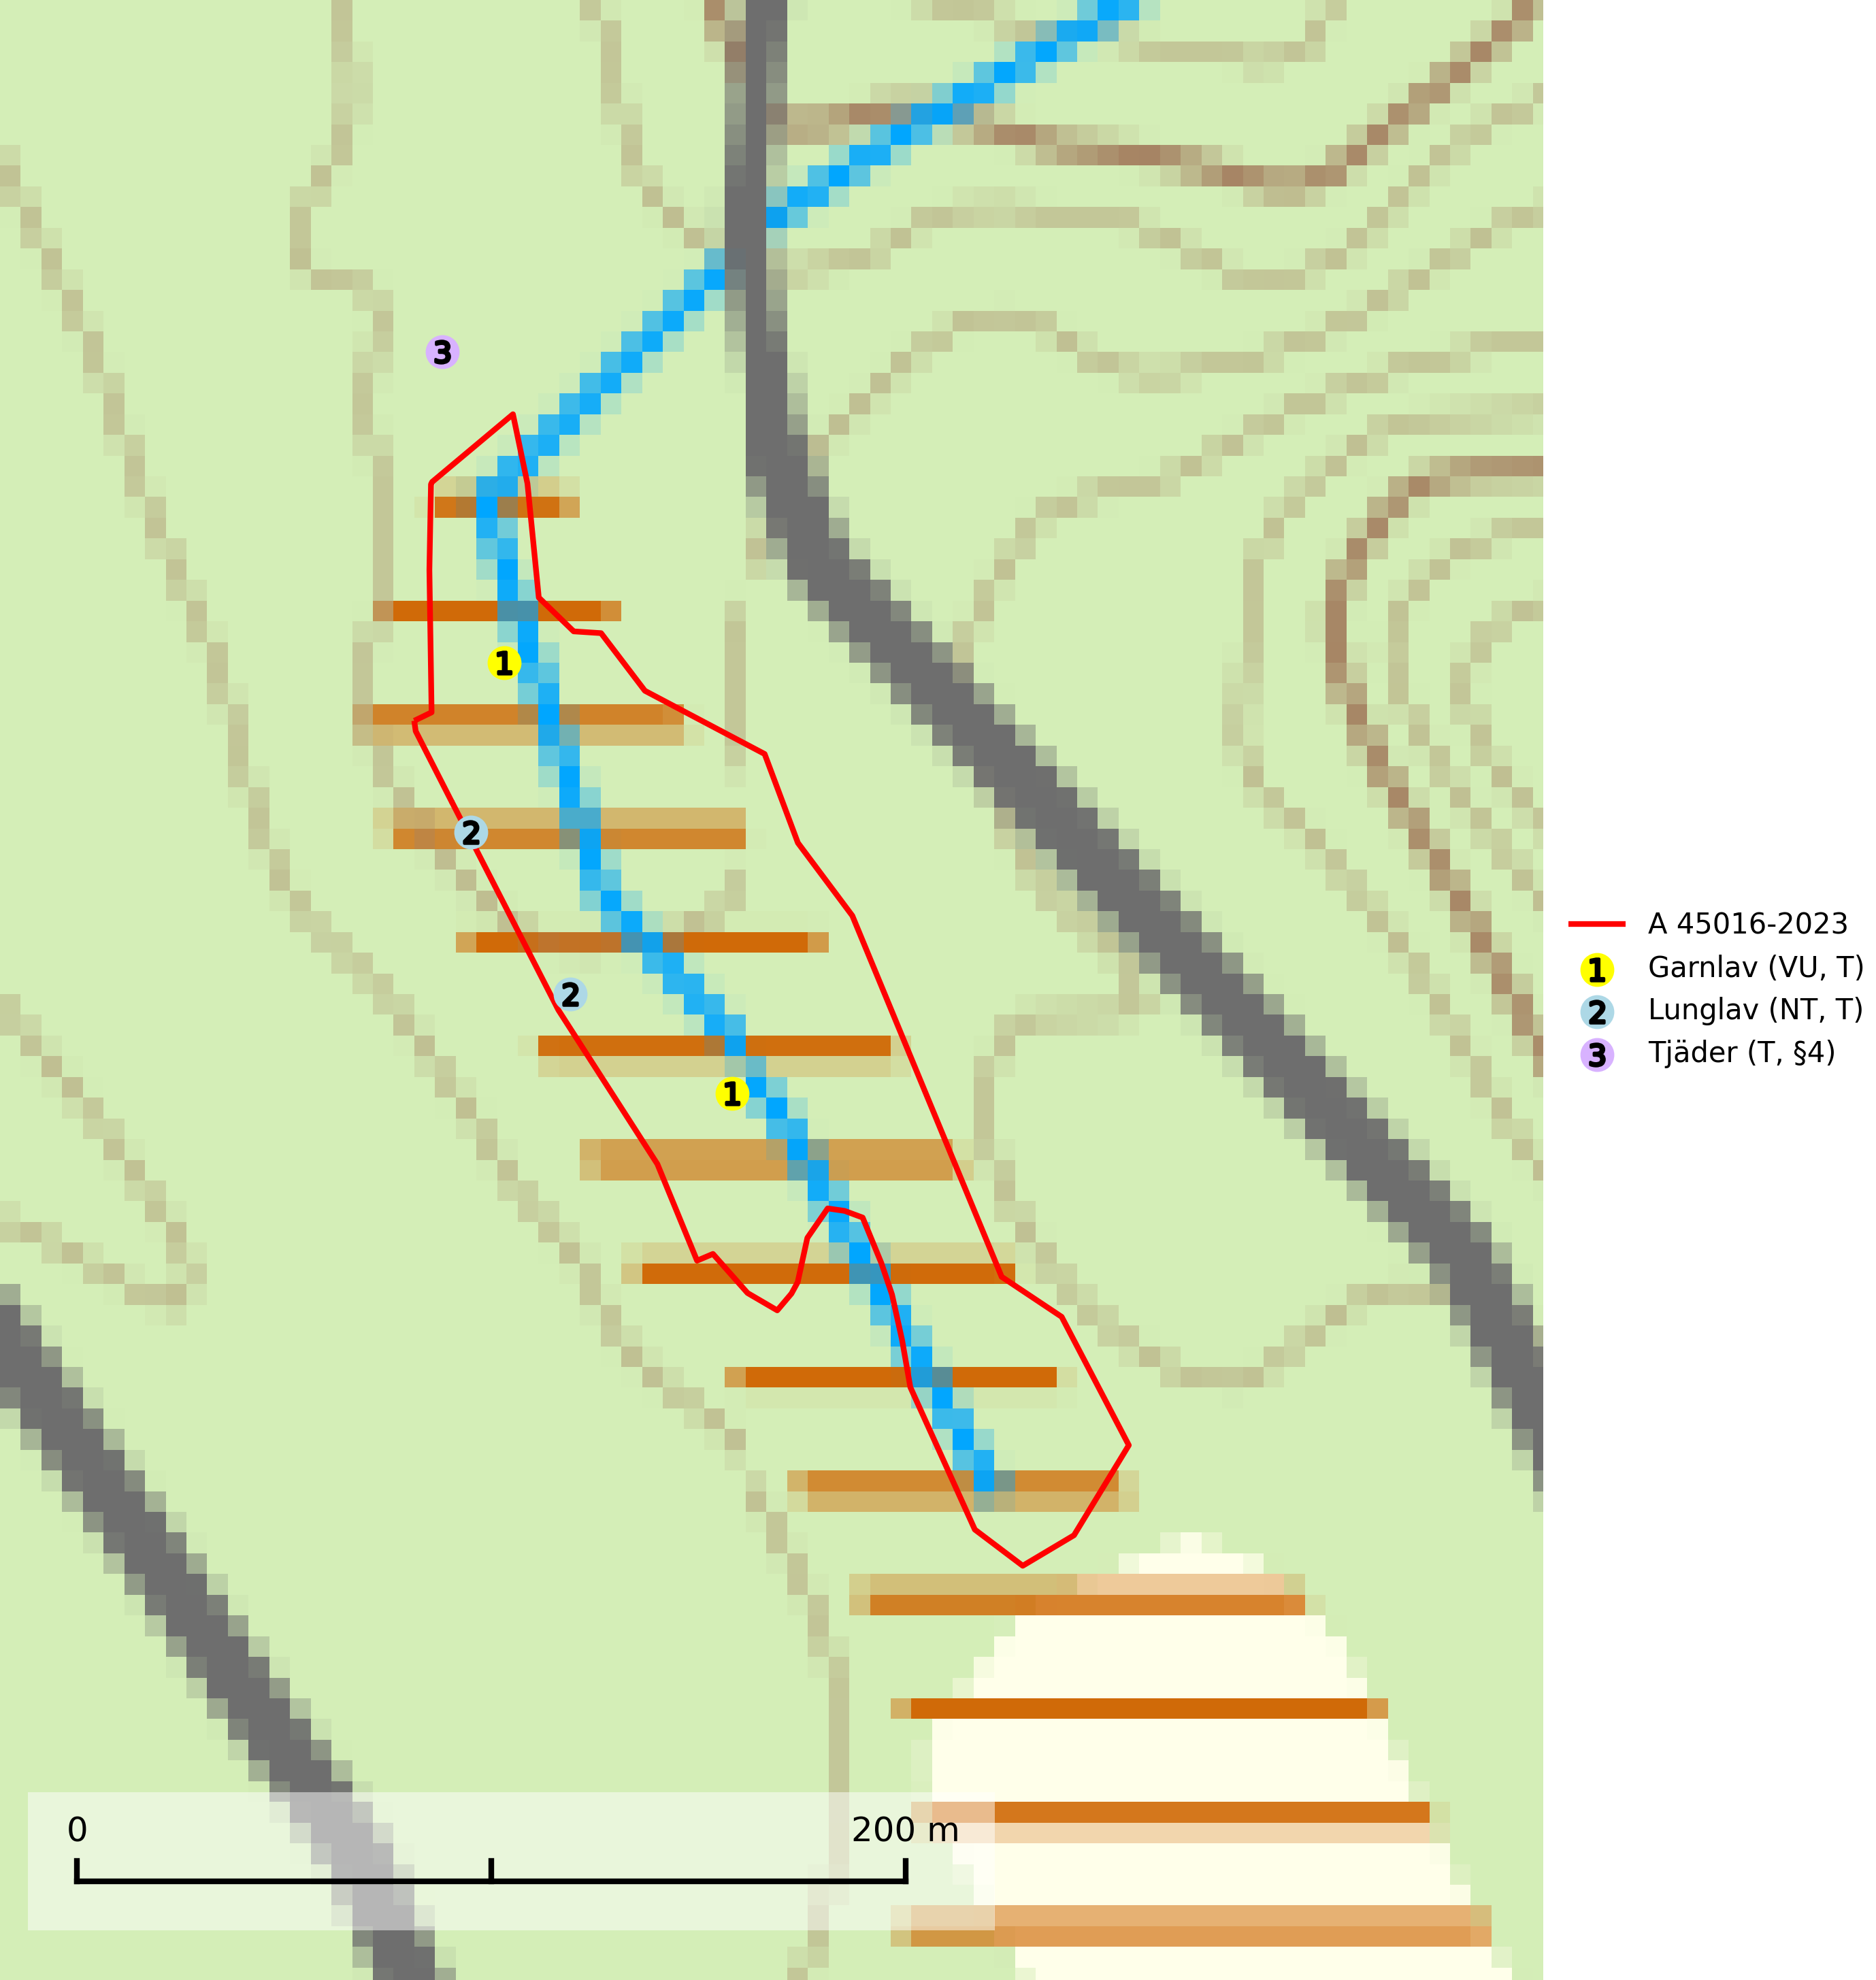 3
1
2
2
1
A 45016-2023
1 Garnlav (VU, T)
2 Lunglav (NT, T)
3 Tjäder (T, §4)
0 200 m